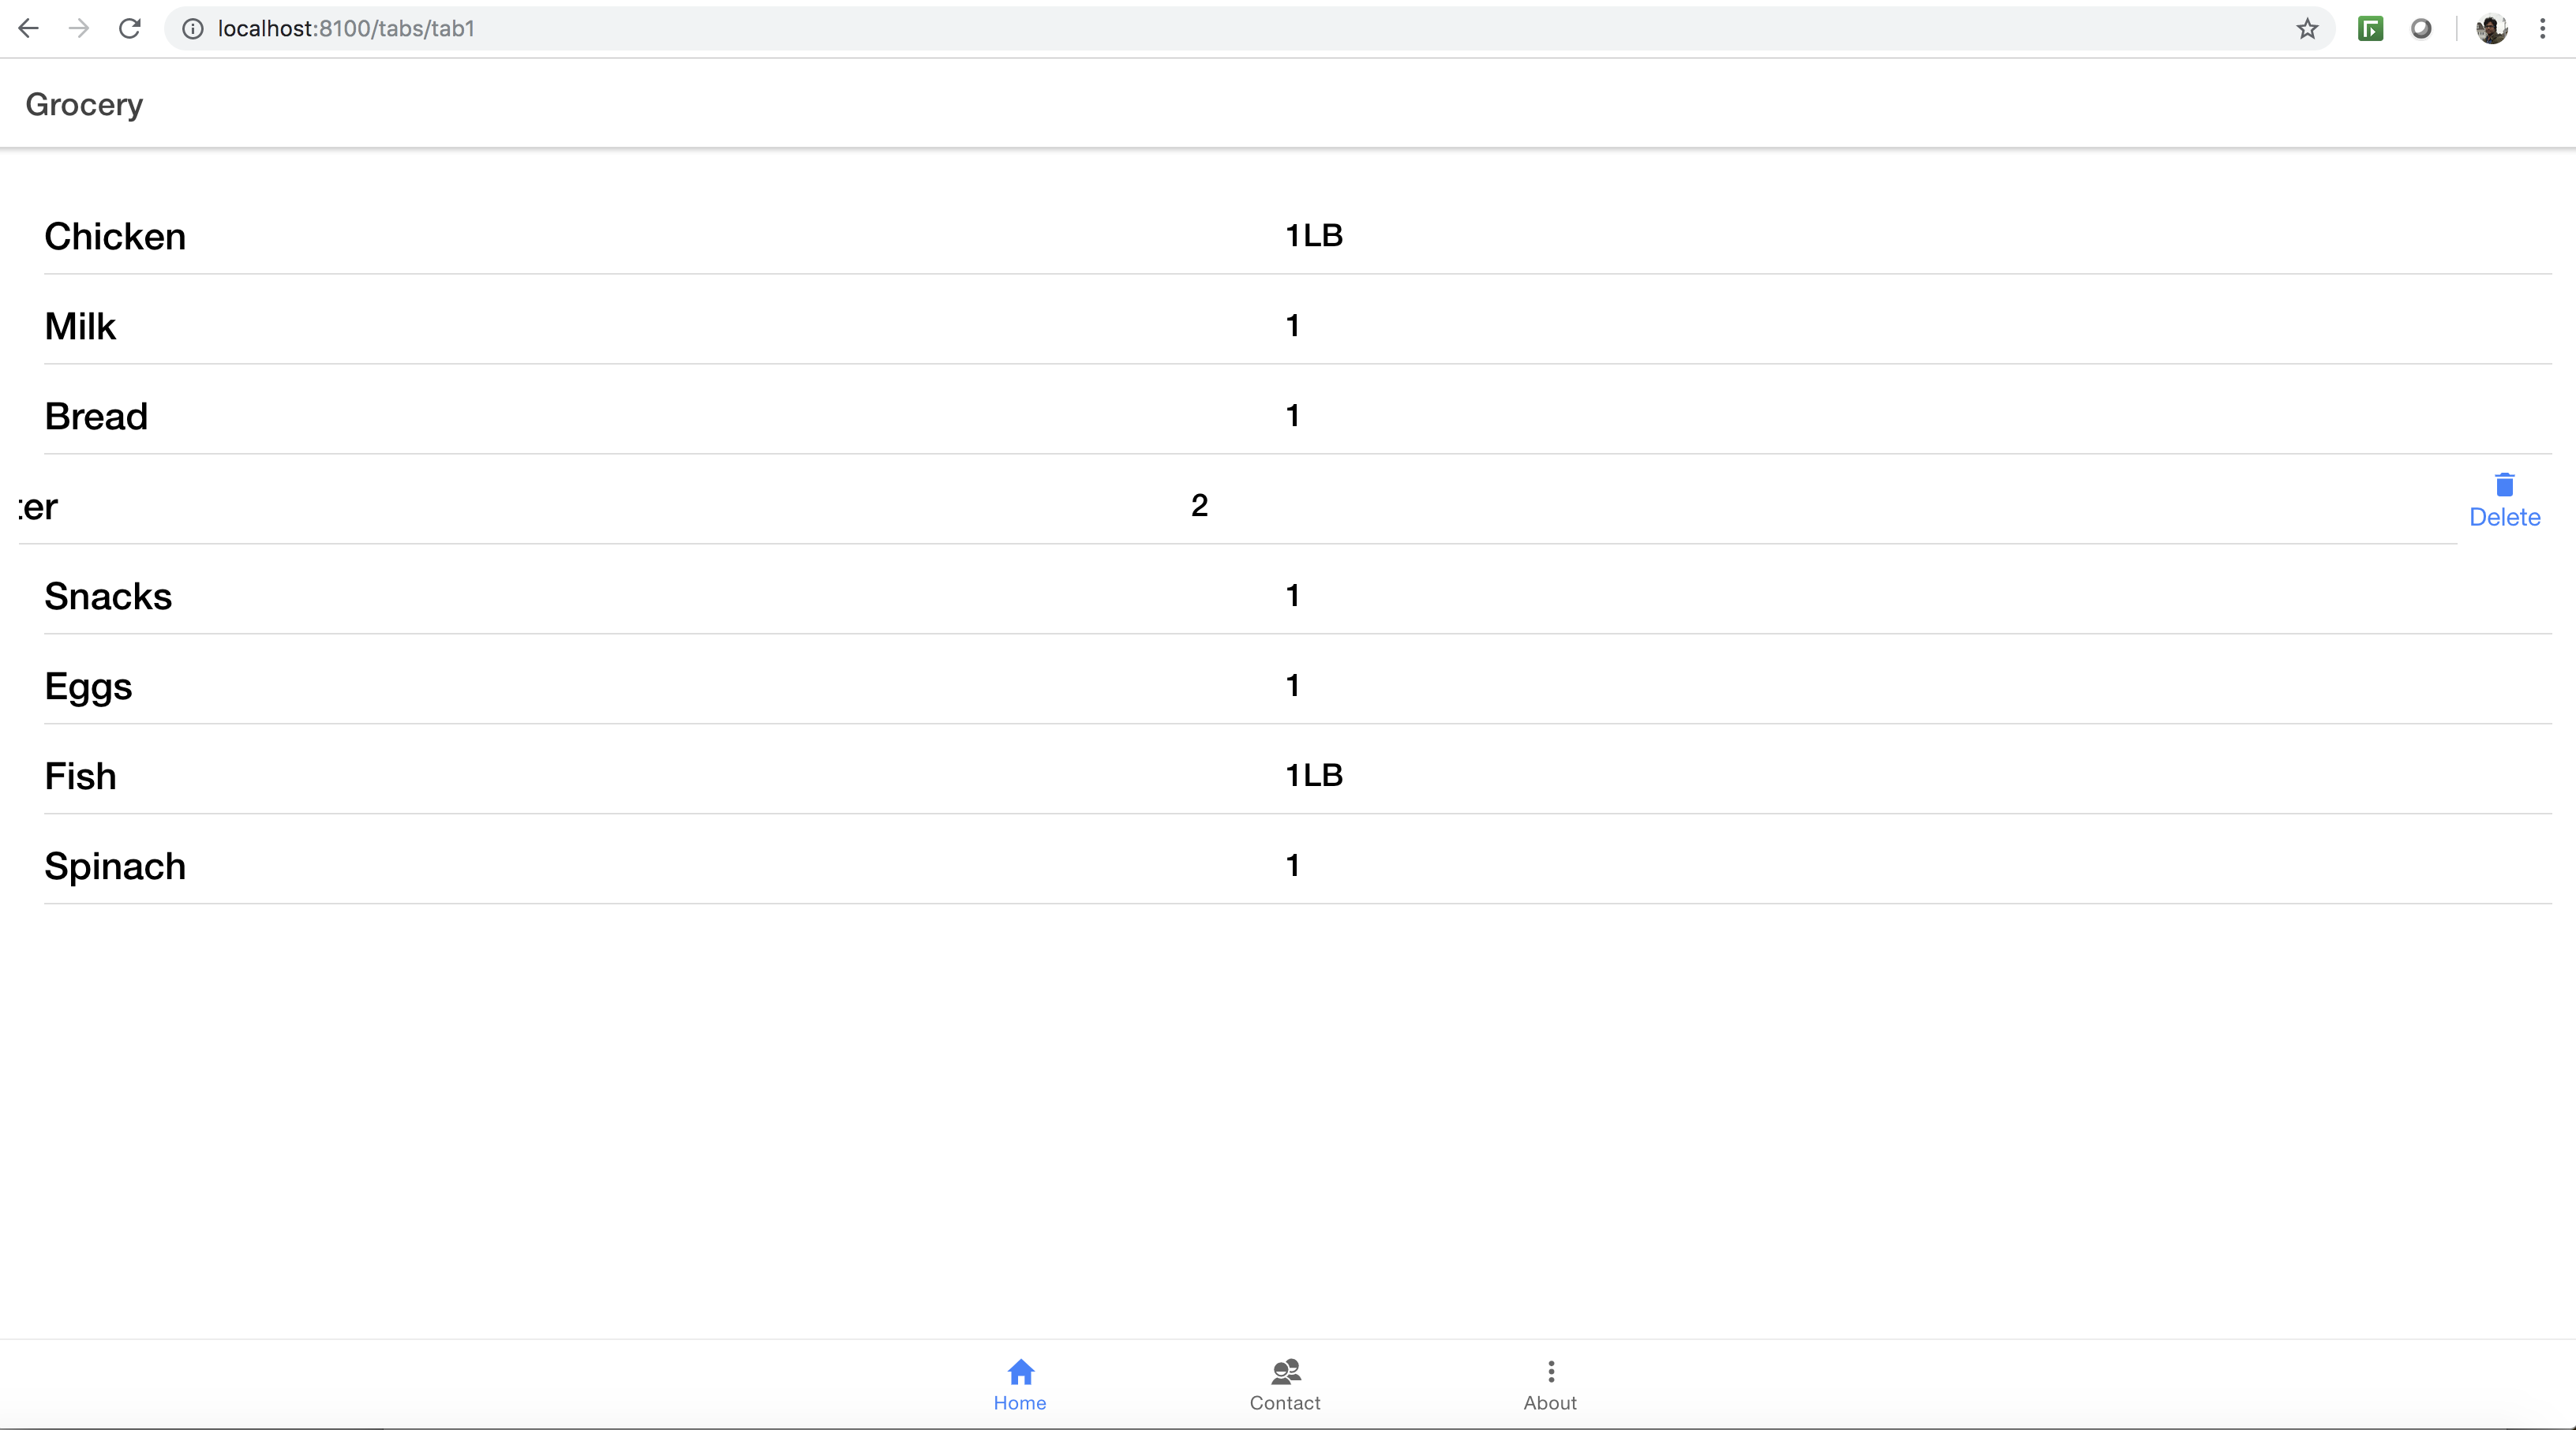 localhost:8100/tabs/tab1
Grocery
Chicken 1LB
Milk 1
Bread 1
ter 2
Delete
Snacks 1
Eggs 1
Fish 1LB
Spinach 1
Home Contact About